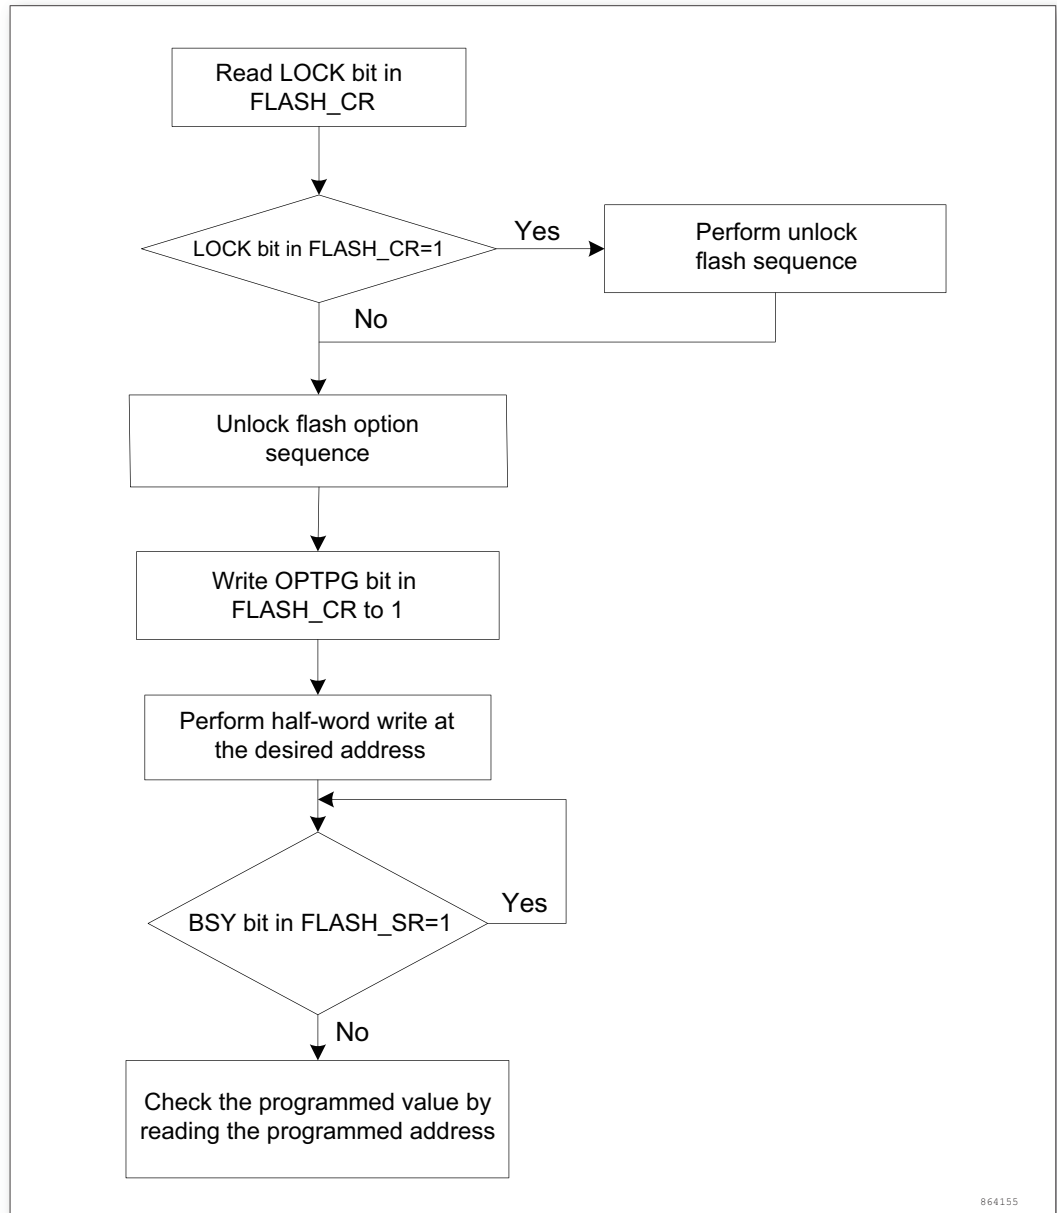 Read LOCK bit in
FLASH_CR
LOCK bit in FLASH_CR=1
Yes
Perform unlock
flash sequence
No
Unlock flash option
sequence
Write OPTPG bit in
FLASH_CR to 1
Perform half-word write at
the desired address
BSY bit in FLASH_SR=1
Yes
No
Check the programmed value by
reading the programmed address
864155